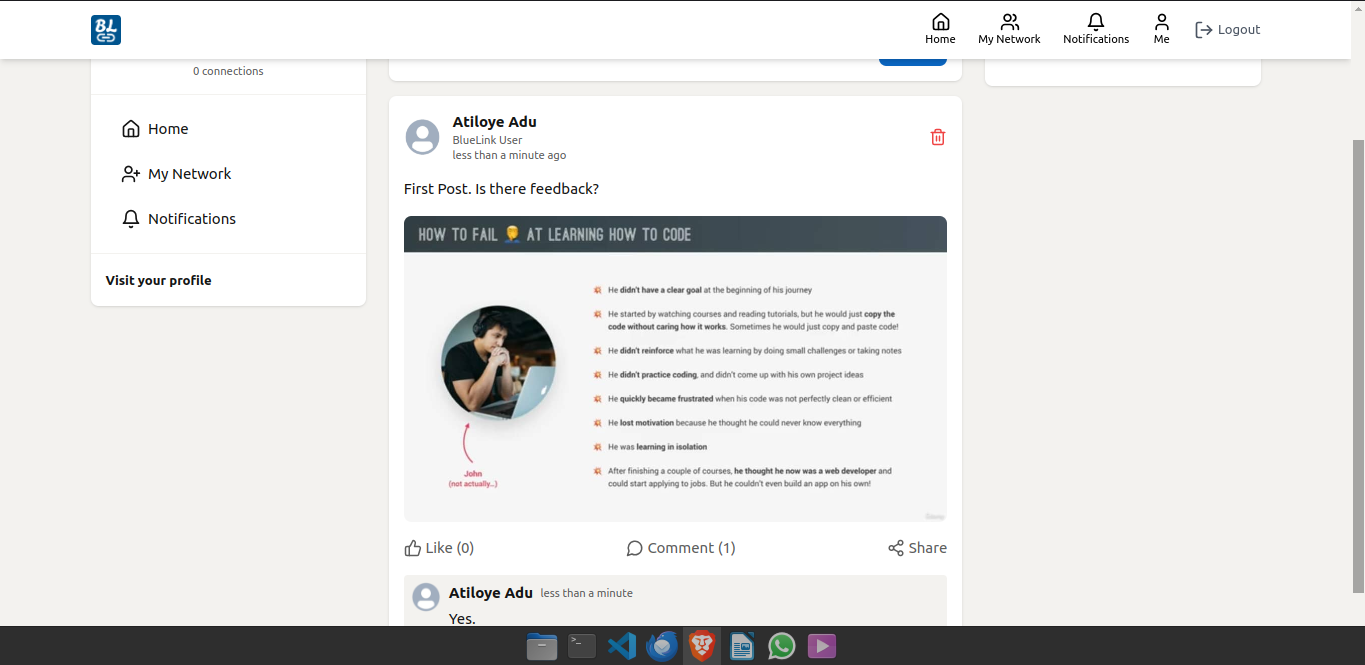 BL
Home
My Network
Notifications
Me
Logout
0 connections
Home
My Network
Notifications
Visit your profile
Atiloye Adu
BlueLink User
less than a minute ago
First Post. Is there feedback?
HOW TO FAIL 🤦‍♂️ AT LEARNING HOW TO CODE
He didn't have a clear goal at the beginning of his journey
He started by watching courses and reading tutorials, but he would just copy the
code without caring how it works. Sometimes he would just copy and paste code!
He didn't reinforce what he was learning by doing small challenges or taking notes
He didn't practice coding, and didn't come up with his own project ideas
He quickly became frustrated when his code was not perfectly clean or efficient
He lost motivation because he thought he could never know everything
He was learning in isolation
After finishing a couple of courses, he thought he now was a web developer and
could start applying to jobs. But he couldn't even build an app on his own!
John
(not actually...)
Like (0)
Comment (1)
Share
Atiloye Adu
less than a minute
Yes.